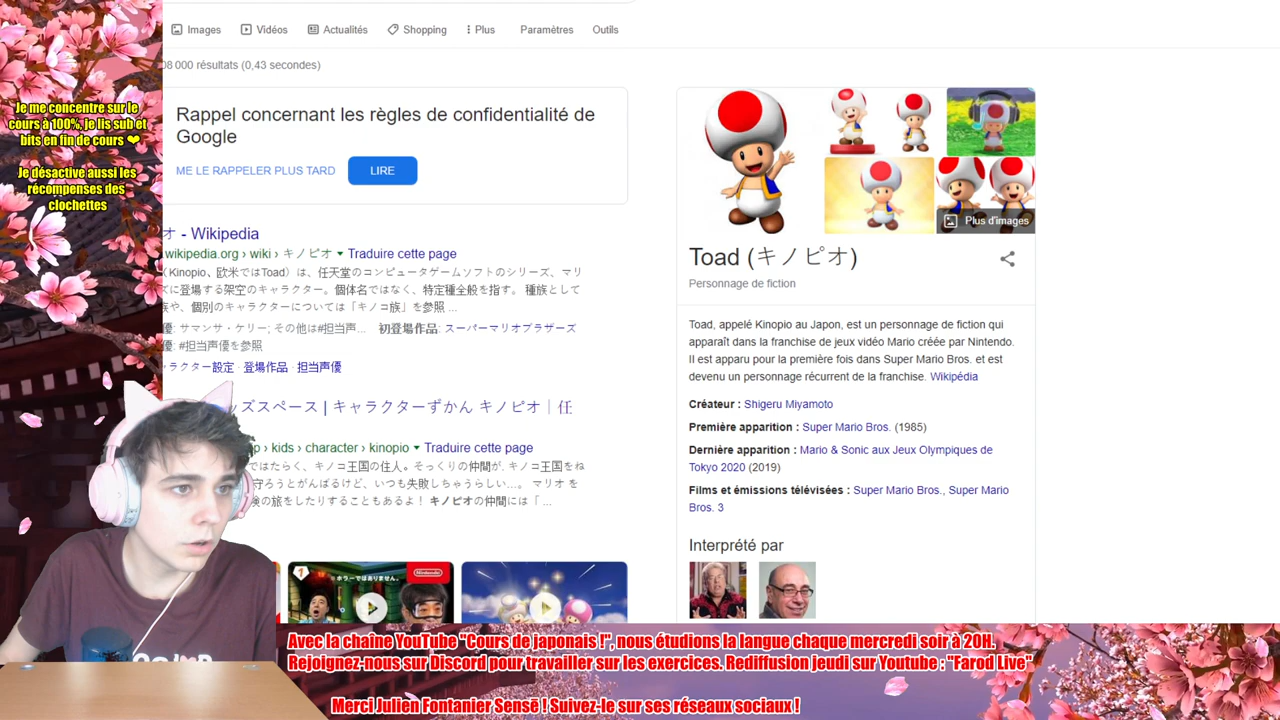 Images
Vidéos
Actualités
Shopping
Plus
Paramètres
Outils
08 000 résultats (0,43 secondes)
Je me concentre sur le
cours à 100%, je lis sub et
bits en fin de cours ❤
Je désactive aussi les
récompenses des
clochettes
Rappel concernant les règles de confidentialité de
Google
ME LE RAPPELER PLUS TARD
LIRE
オ - Wikipedia
wikipedia.org › wiki › キノピオ Traduire cette page
（Kinopio、欧米ではToad）は、任天堂のコンピュータゲームソフトのシリーズ、マリ
に登場する架空のキャラクター。個体名ではなく、特定種全般を指す。 種族として
や、個別のキャラクターについては「キノコ族」を参照 ...
優: サマンサ・ケリー; その他は#担当声... 初登場作品: スーパーマリオブラザーズ
優: #担当声優を参照
ラクター設定 · 登場作品 · 担当声優
ッズスペース | キャラクターずかん キノピオ｜任
p › kids › character › kinopio Traduire cette page
ではたらく、キノコ王国の住人。そっくりの仲間が, キノコ王国をね
守ろうとがんばるけど、いつも失敗しちゃうらしい...。 マリオ を
険の旅をしたりすることもあるよ！ キノピオの仲間には「 ...
1
ホラーではありません。
Nintendo
Plus d'images
Toad (キノピオ)
Personnage de fiction
Toad, appelé Kinopio au Japon, est un personnage de fiction qui
apparaît dans la franchise de jeux vidéo Mario créée par Nintendo.
Il est apparu pour la première fois dans Super Mario Bros. et est
devenu un personnage récurrent de la franchise. Wikipédia
Créateur : Shigeru Miyamoto
Première apparition : Super Mario Bros. (1985)
Dernière apparition : Mario & Sonic aux Jeux Olympiques de
Tokyo 2020 (2019)
Films et émissions télévisées : Super Mario Bros., Super Mario
Bros. 3
Interprété par
Avec la chaîne YouTube "Cours de japonais !", nous étudions la langue chaque mercredi soir à 20H.
Rejoignez-nous sur Discord pour travailler sur les exercices. Rediffusion jeudi sur Youtube : "Farod Live"
Merci Julien Fontanier Sensē ! Suivez-le sur ses réseaux sociaux !